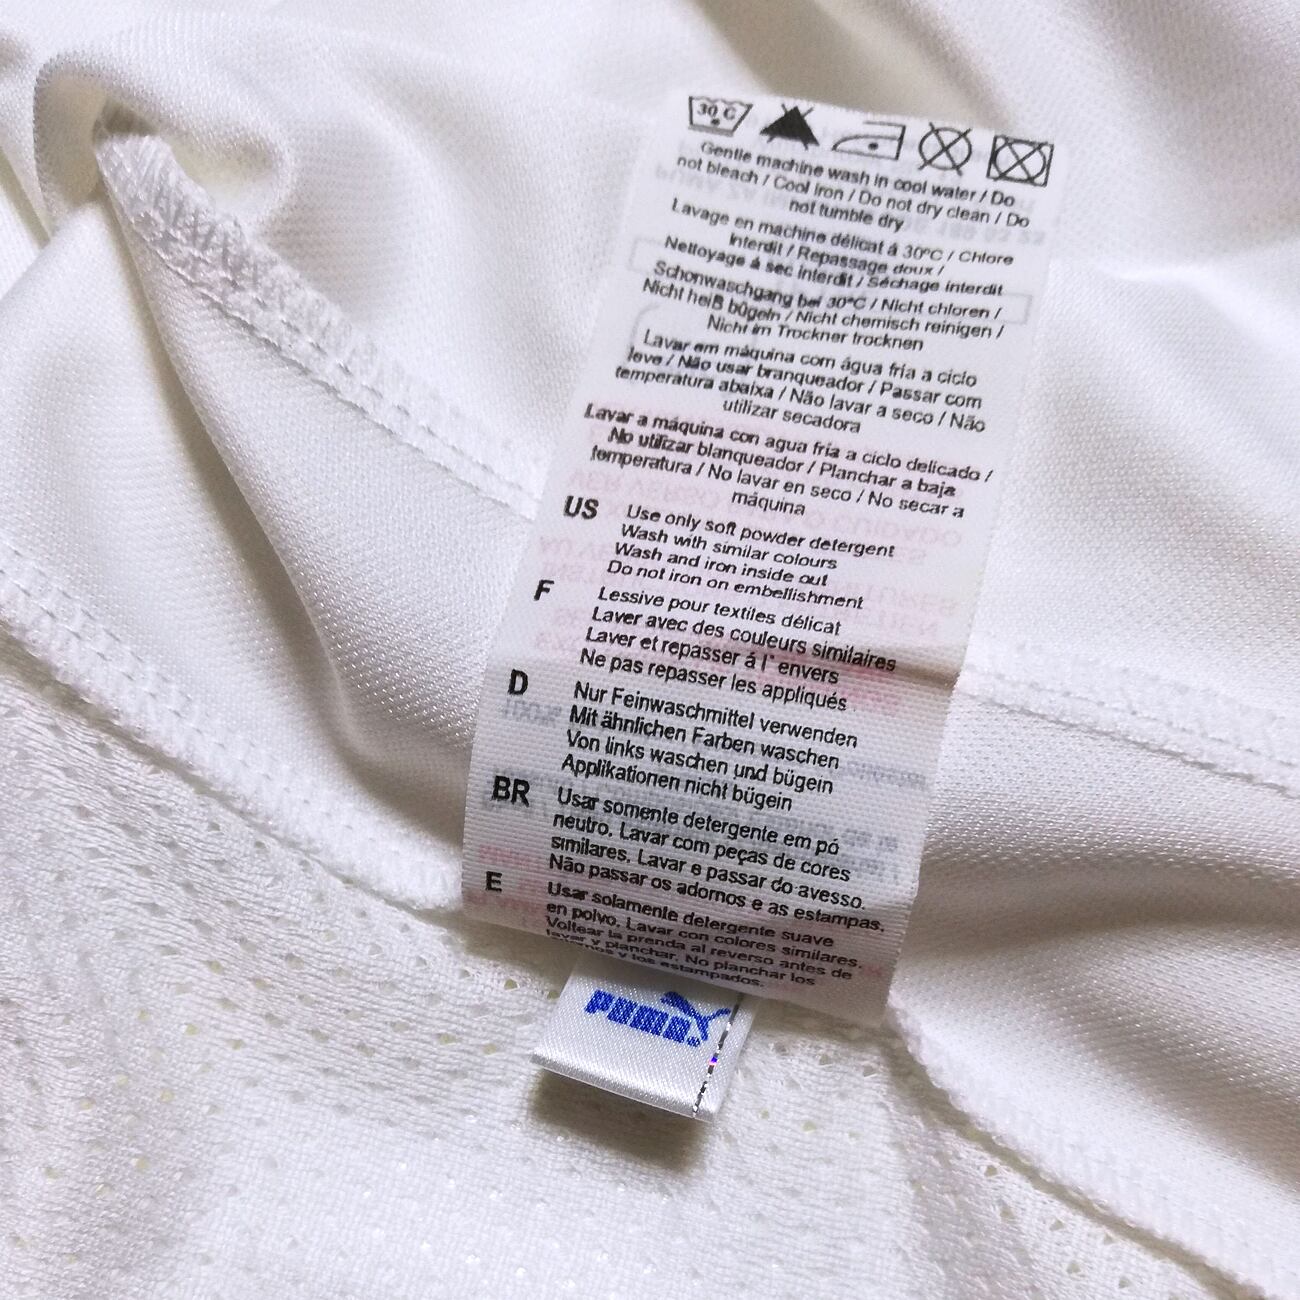 30 C
Gentle machine wash in cool water / Do
not bleach / Cool Iron / Do not dry clean / Do
not tumble dry
Lavage en machine délicat á 30ºC / Chlore
Interdit / Repassage doux /
Nettoyage á sec interdit / Séchage interdit
Schonwaschgang bei 30°C / Nicht chloren /
Nicht heiß bügeln / Nicht chemisch reinigen /
Nicht im Trockner trocknen
Lavar em máquina com água fria a ciclo
leve / Não usar branqueador / Passar com
temperatura abaixa / Não lavar a seco / Não
utilizar secadora
Lavar a máquina con agua fria a ciclo delicado /
No utilizar blanqueador / Planchar a baja
temperatura / No lavar en seco / No secar a
máquina
US Use only soft powder detergent
Wash with similar colours
Wash and iron inside out
Do not iron on embellishment
F Lessive pour textiles délicat
Laver avec des couleurs similaires
Laver et repasser á l' envers
Ne pas repasser les appliqués
D Nur Feinwaschmittel verwenden
Mit ähnlichen Farben waschen
Von links waschen und bügein
Applikationen nicht bügein
BR Usar somente detergente em pó
neutro. Lavar com peças de cores
similares. Lavar e passar do avesso.
Não passar os adornos e as estampas.
E Usar solamente detergente suave
en polvo. Lavar con colores similares.
Voltear la prenda al reverso antes de
lavar y planchar. No planchar los
adornos y los estampados.
PUMA